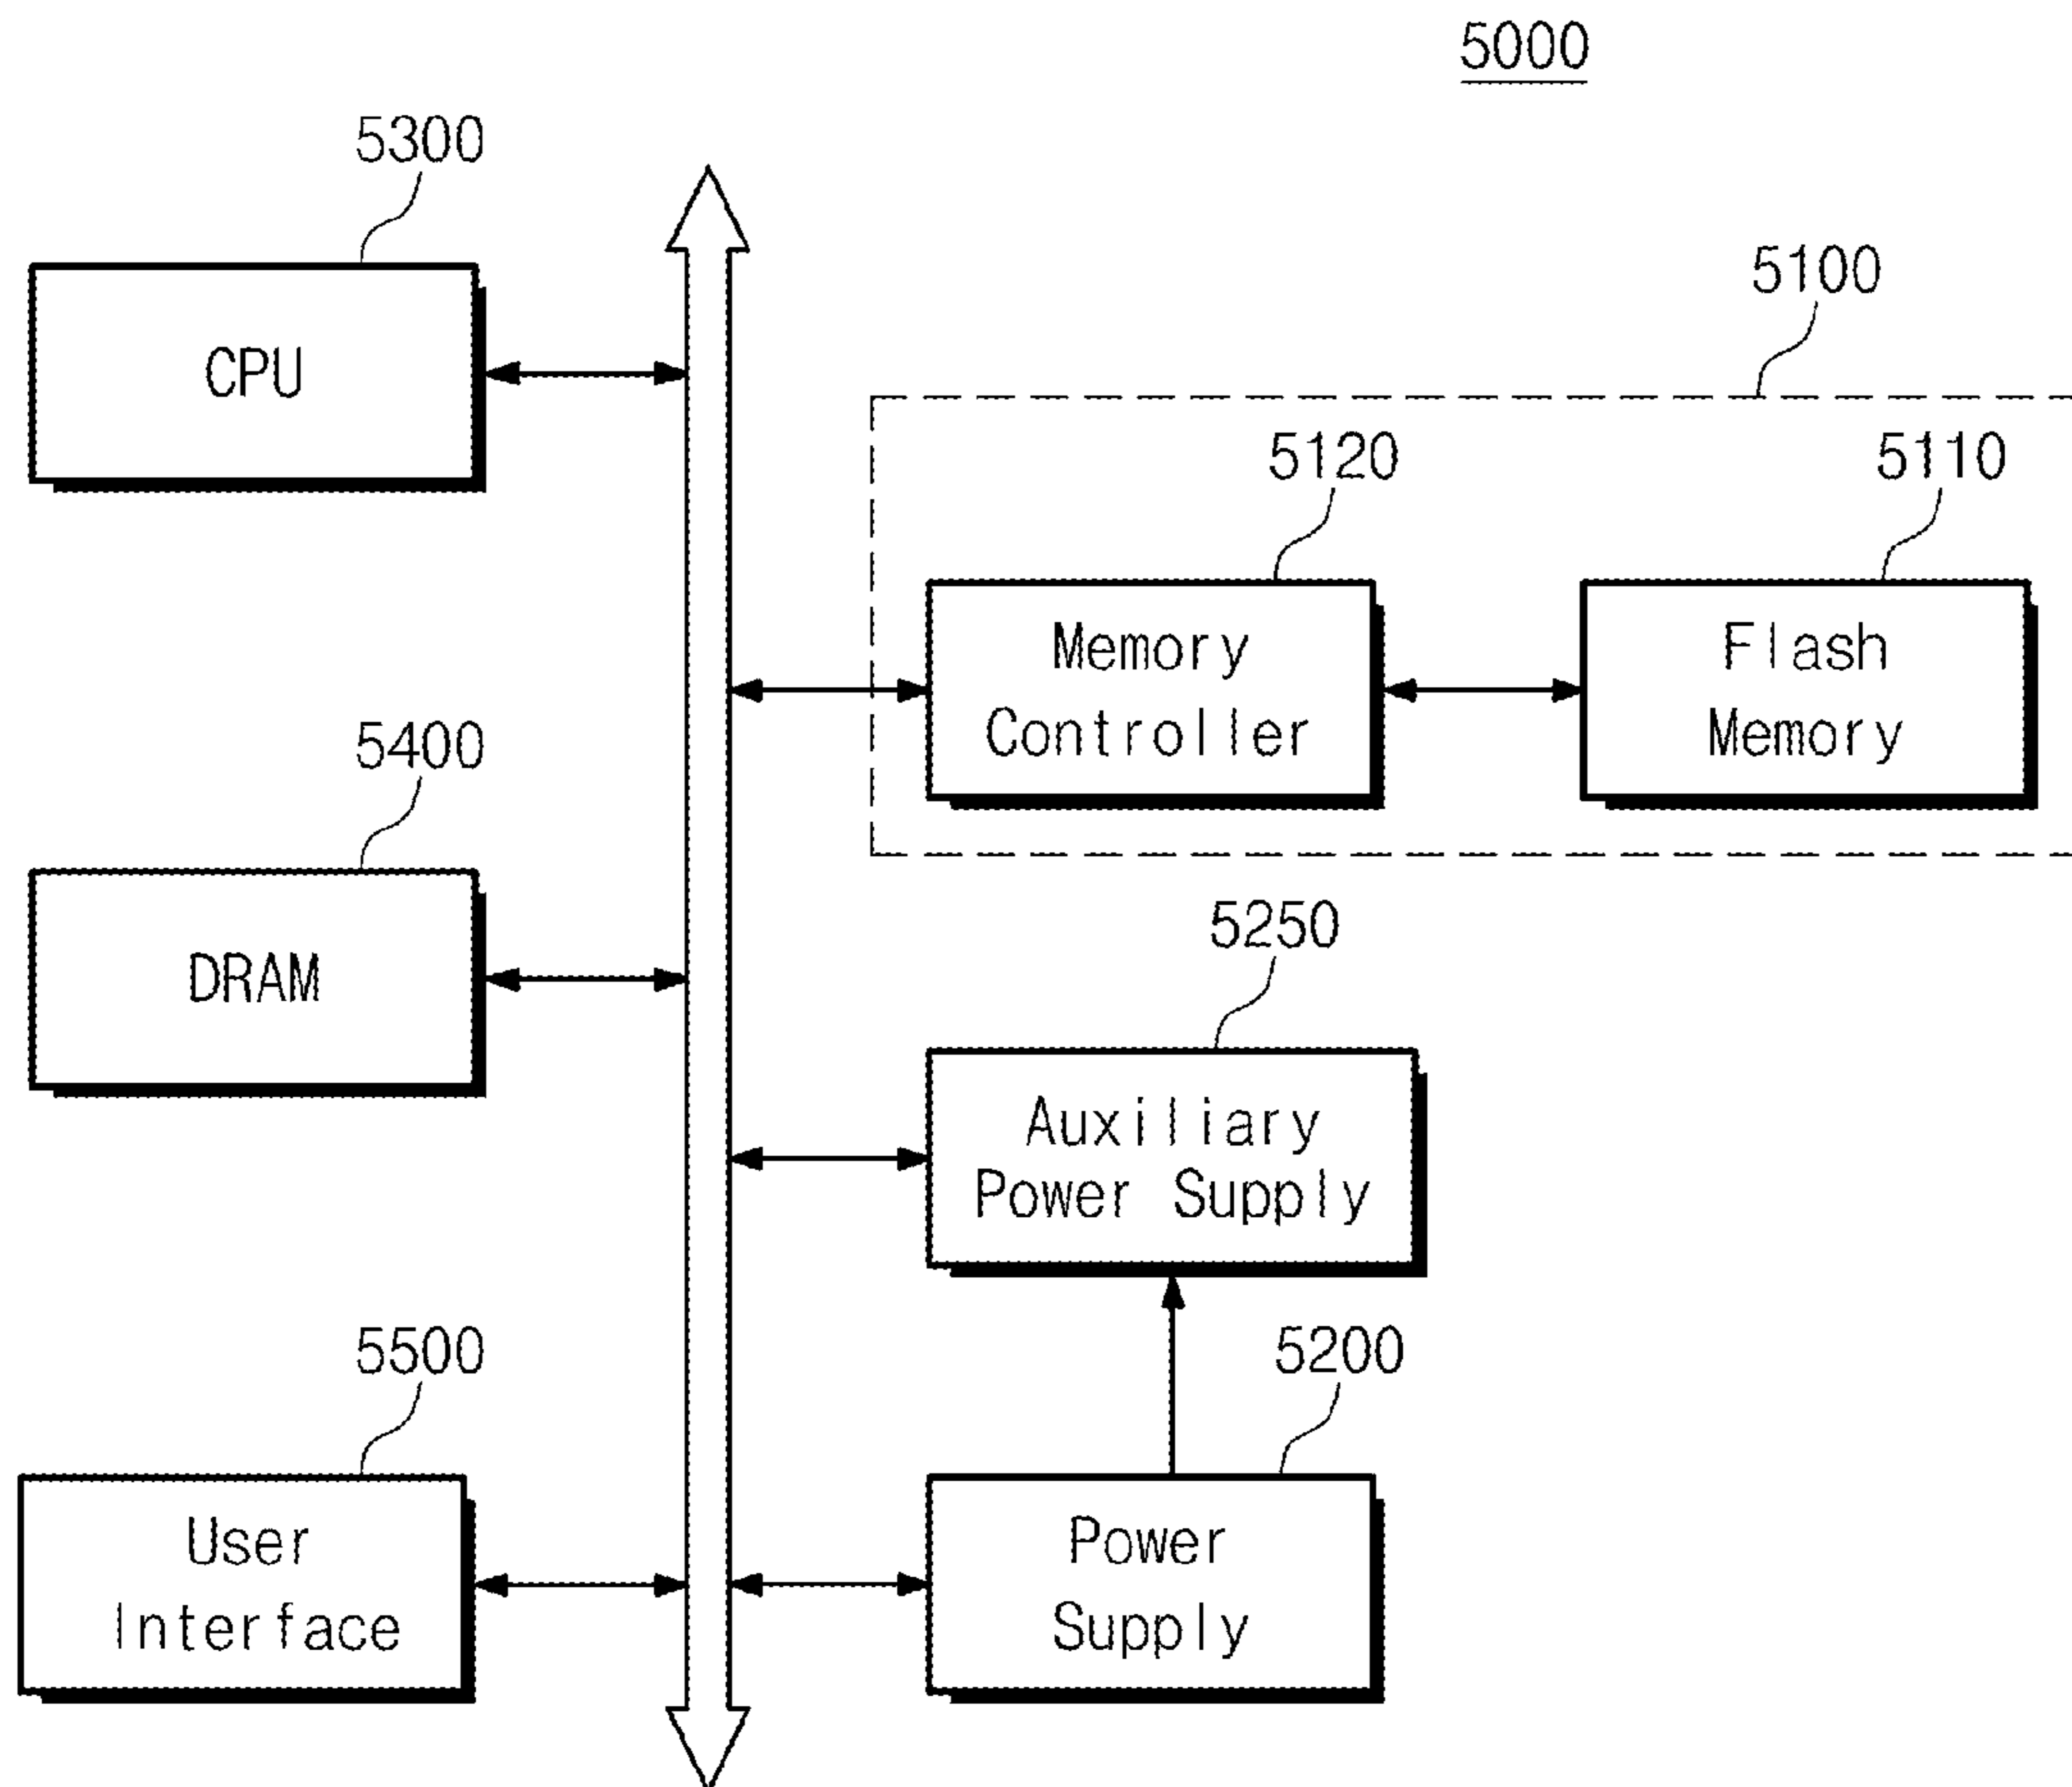 5000
5300
CPU
5100
5120
5110
Memory
Controller
Flash
Memory
5400
DRAM
5250
Auxiliary
Power Supply
5500
User
Interface
5200
Power
Supply